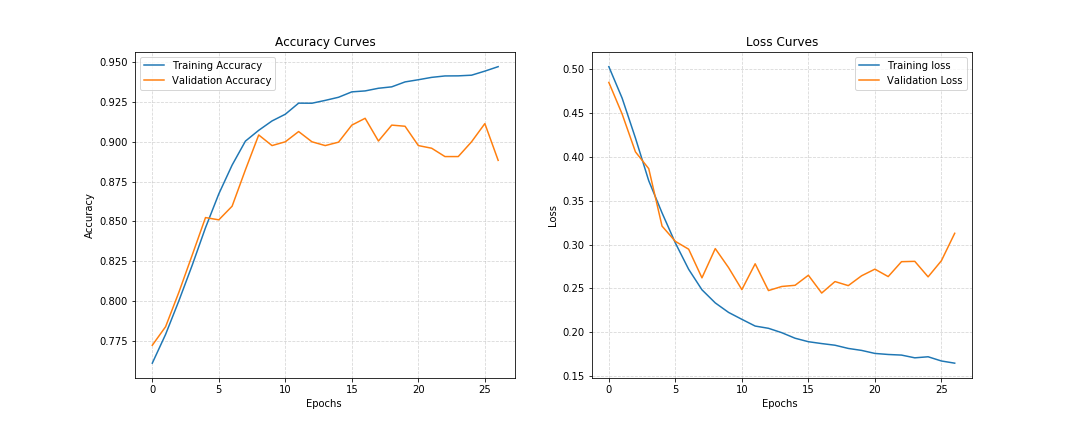 Accuracy Curves
Training Accuracy
Validation Accuracy
0.950
0.925
0.900
0.875
0.850
0.825
0.800
0.775
Accuracy
0 5 10 15 20 25
Epochs
Loss Curves
Training loss
Validation Loss
0.50
0.45
0.40
0.35
0.30
0.25
0.20
0.15
Loss
0 5 10 15 20 25
Epochs